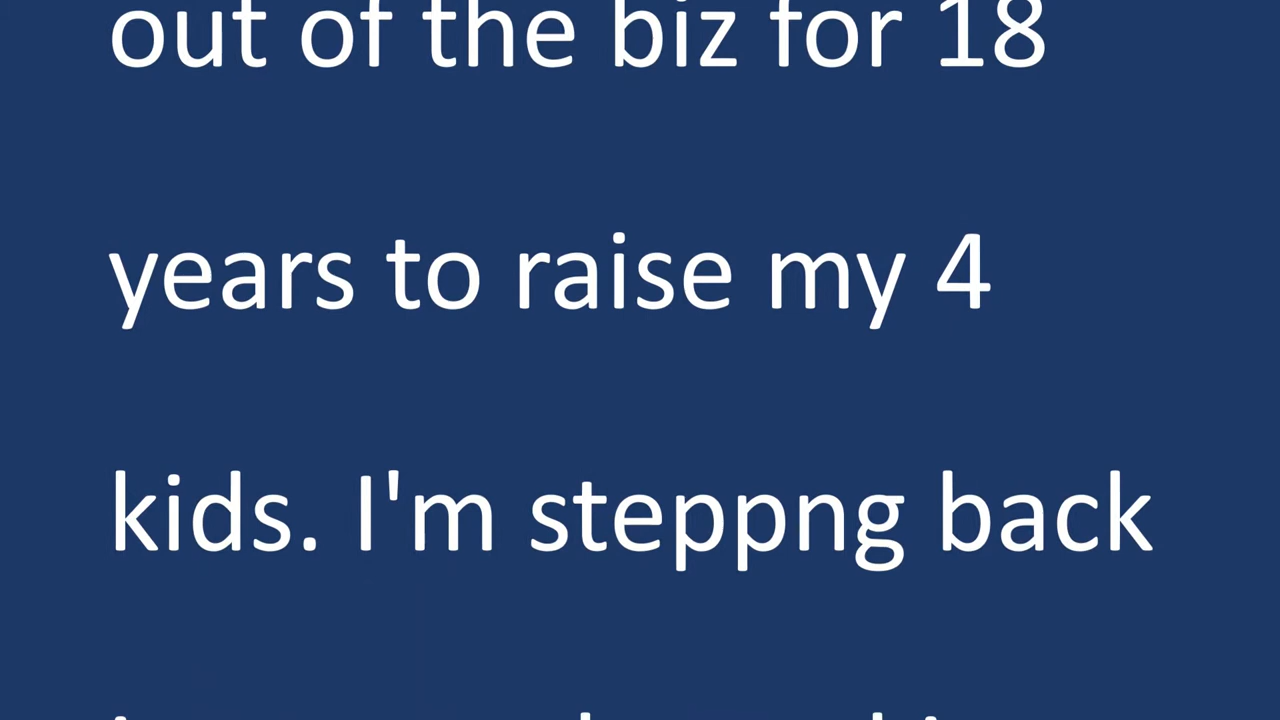 out of the biz for 18
years to raise my 4
kids. I'm steppng back